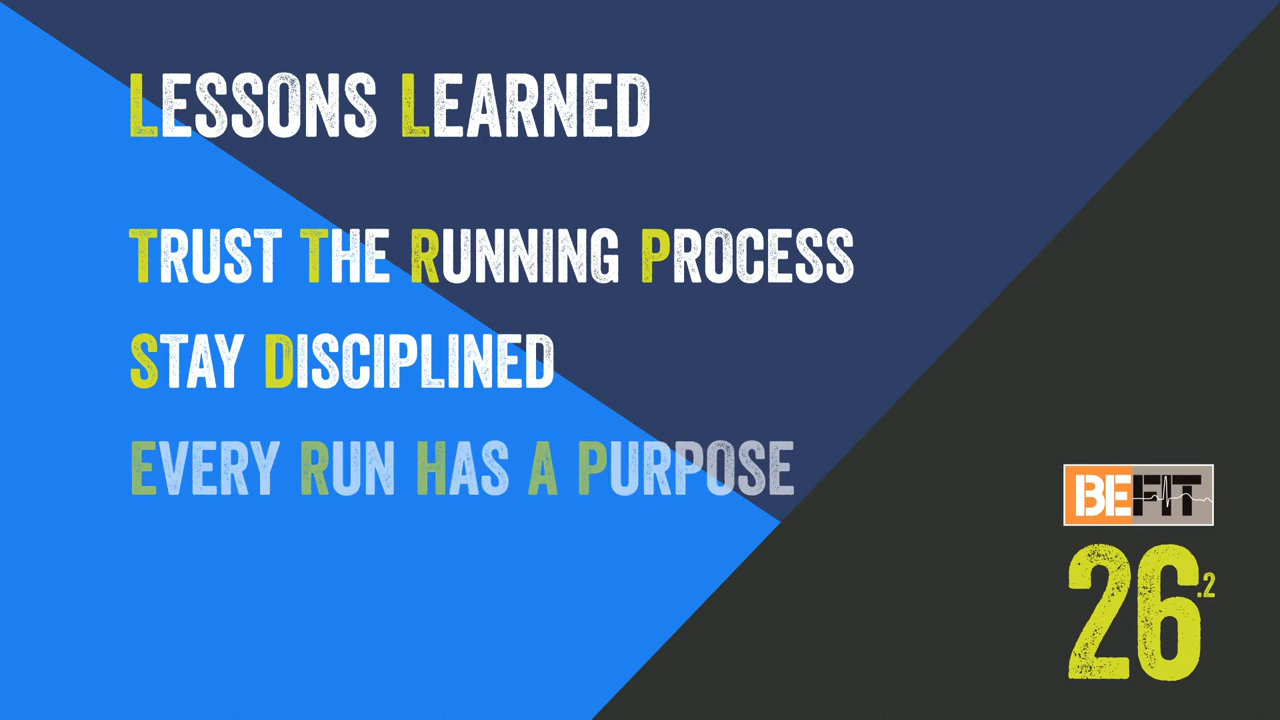 LESSONS LEARNED
TRUST THE RUNNING PROCESS
STAY DISCIPLINED
EVERY RUN HAS A PURPOSE
BEFIT
26.2